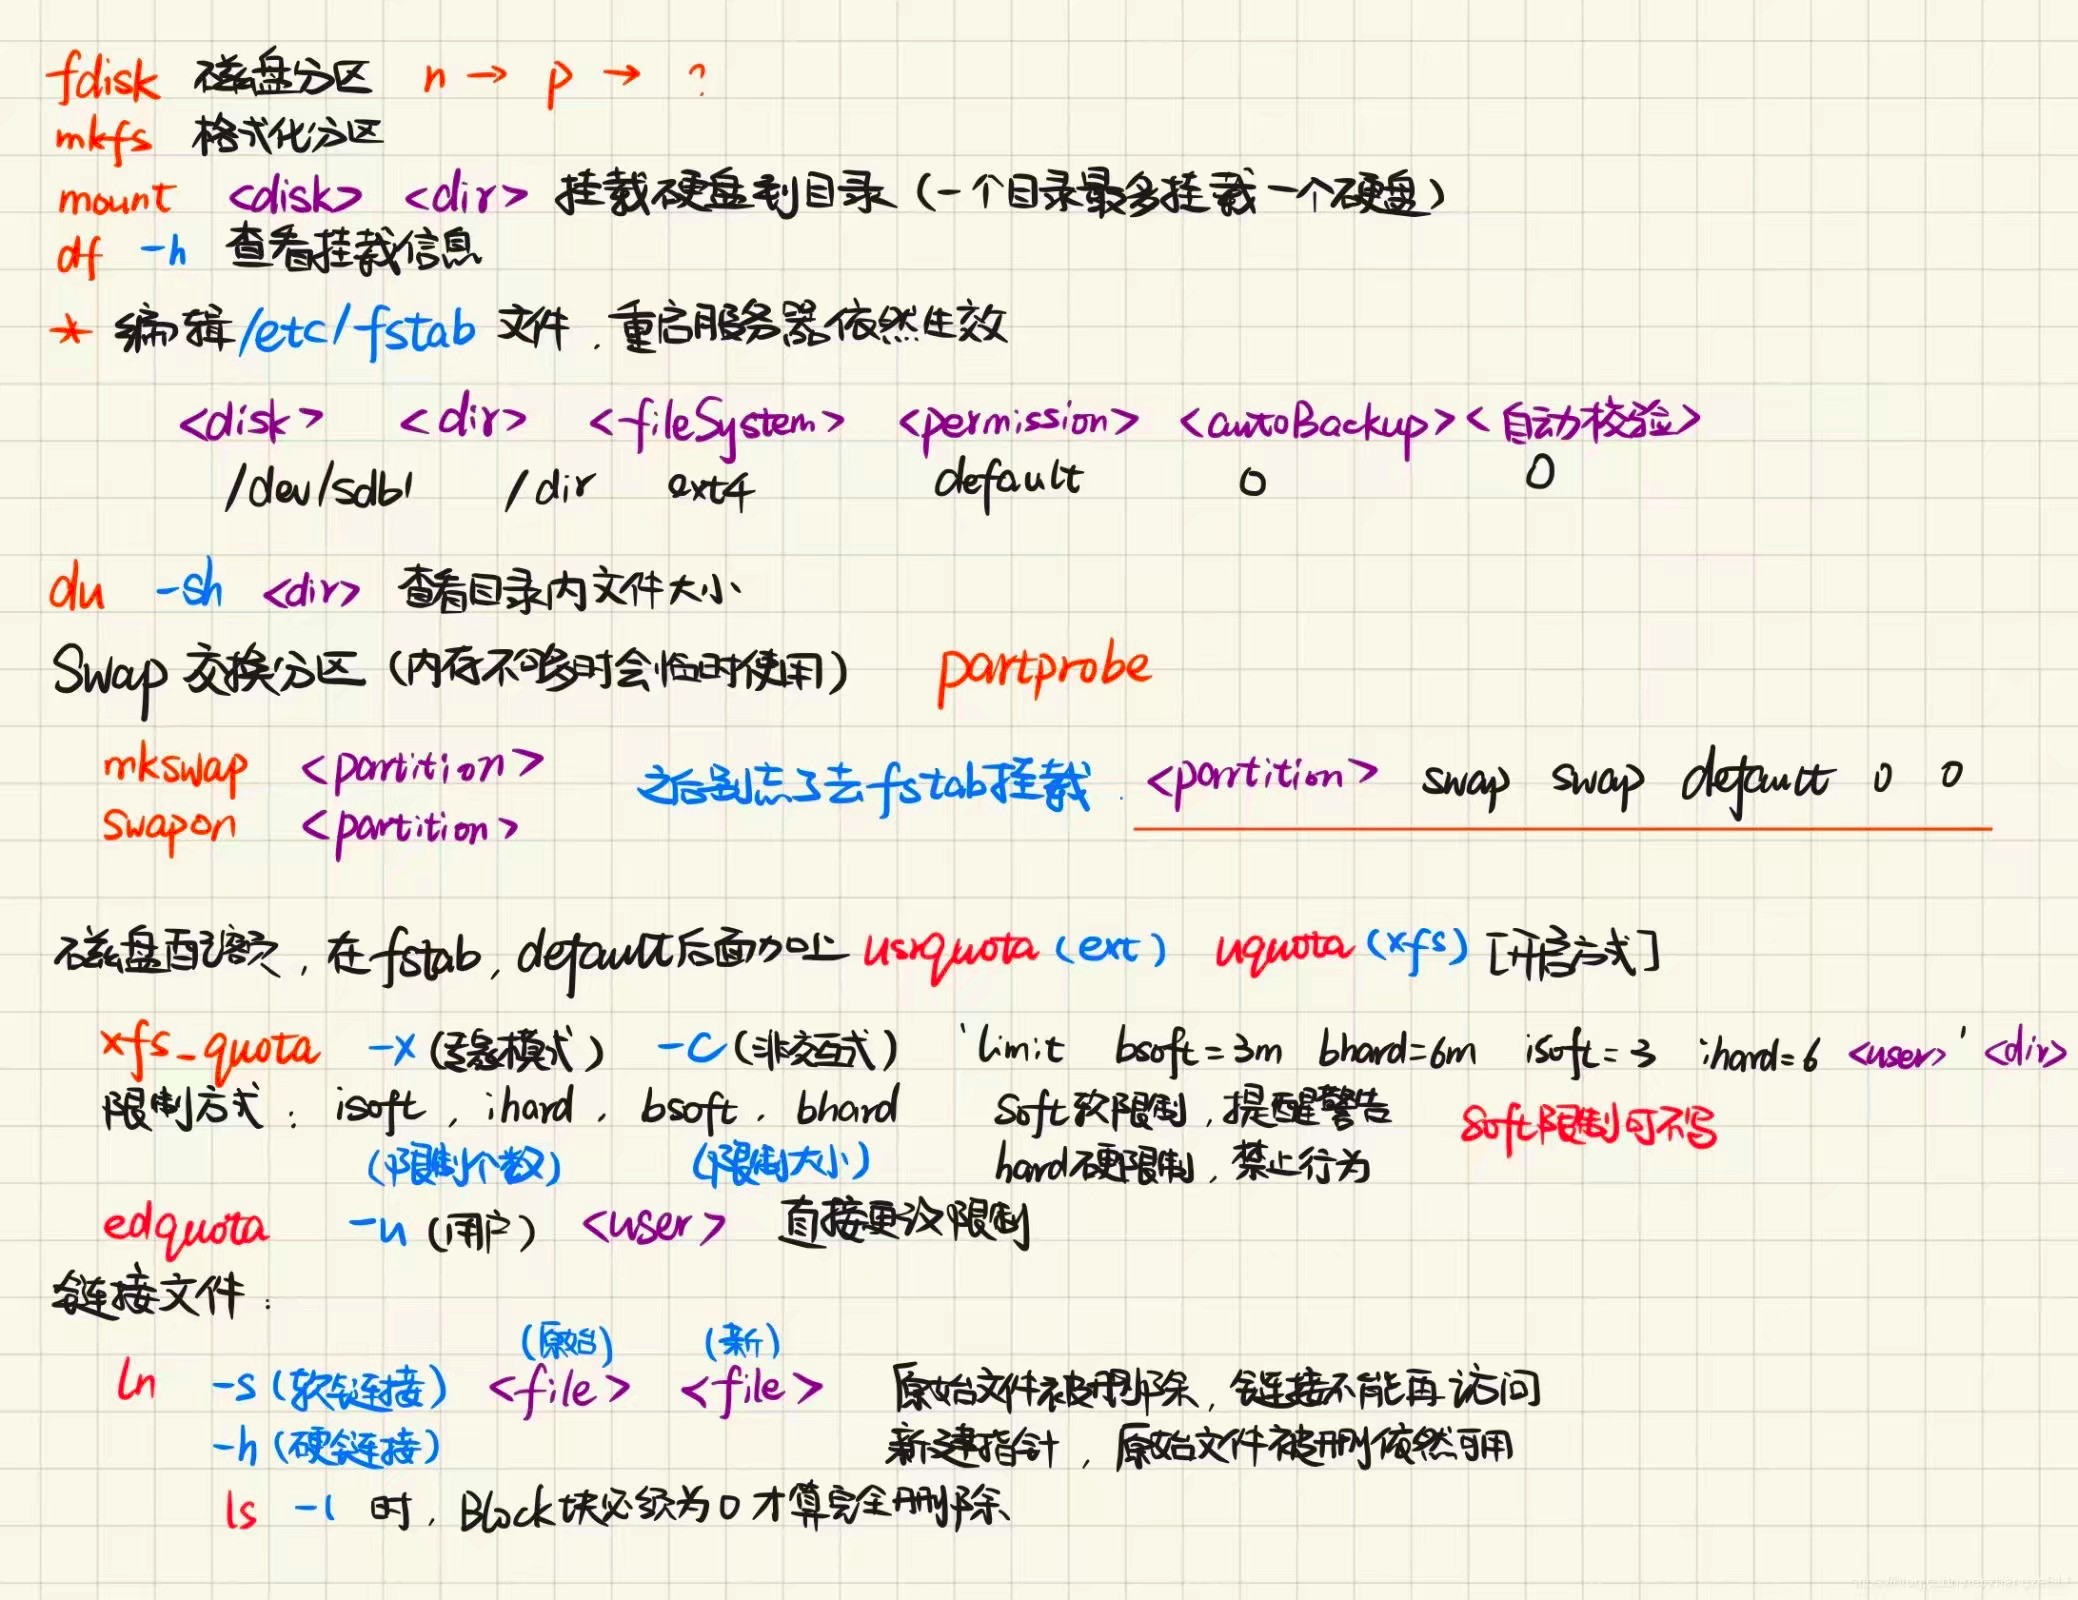 fdisk 磁盘分区 n → p → ?
mkfs 格式化分区
mount <disk> <dir> 挂载硬盘到目录（一个目录最多挂载一个硬盘）
df -h 查看挂载信息
* 编辑/etc/fstab 文件，重启服务器依然生效
<disk> <dir> <fileSystem> <permission> <autoBackup> <自动校验>
/dev/sdb1 /dir ext4 default 0 0
du -sh <dir> 查看目录内文件大小
Swap 交换分区（内存不够时会临时使用） partprobe
mkswap <partition> 之后别忘了去fstab挂载. <partition> swap swap default 0 0
swapon <partition>
磁盘配额，在fstab, default后面加上 usrquota (ext) uquota (xfs) [开启方式]
xfs_quota -x (专家模式) -c (非交互式) 'limit bsoft=3m bhard=6m isoft=3 ihard=6 <user>' <dir>
限制方式: isoft, ihard, bsoft, bhard soft软限制，提醒警告 soft限制可不写
(限制个数) (限制大小) hard硬限制，禁止行为
edquota -u (用户) <user> 直接更改限制
链接文件:
(原始) (新)
ln -s (软链接) <file> <file> 原始文件被删除，链接不能再访问
-h (硬链接) 新建指针，原始文件被删依然可用
ls -l 时，Block块必须为0才算完全删除